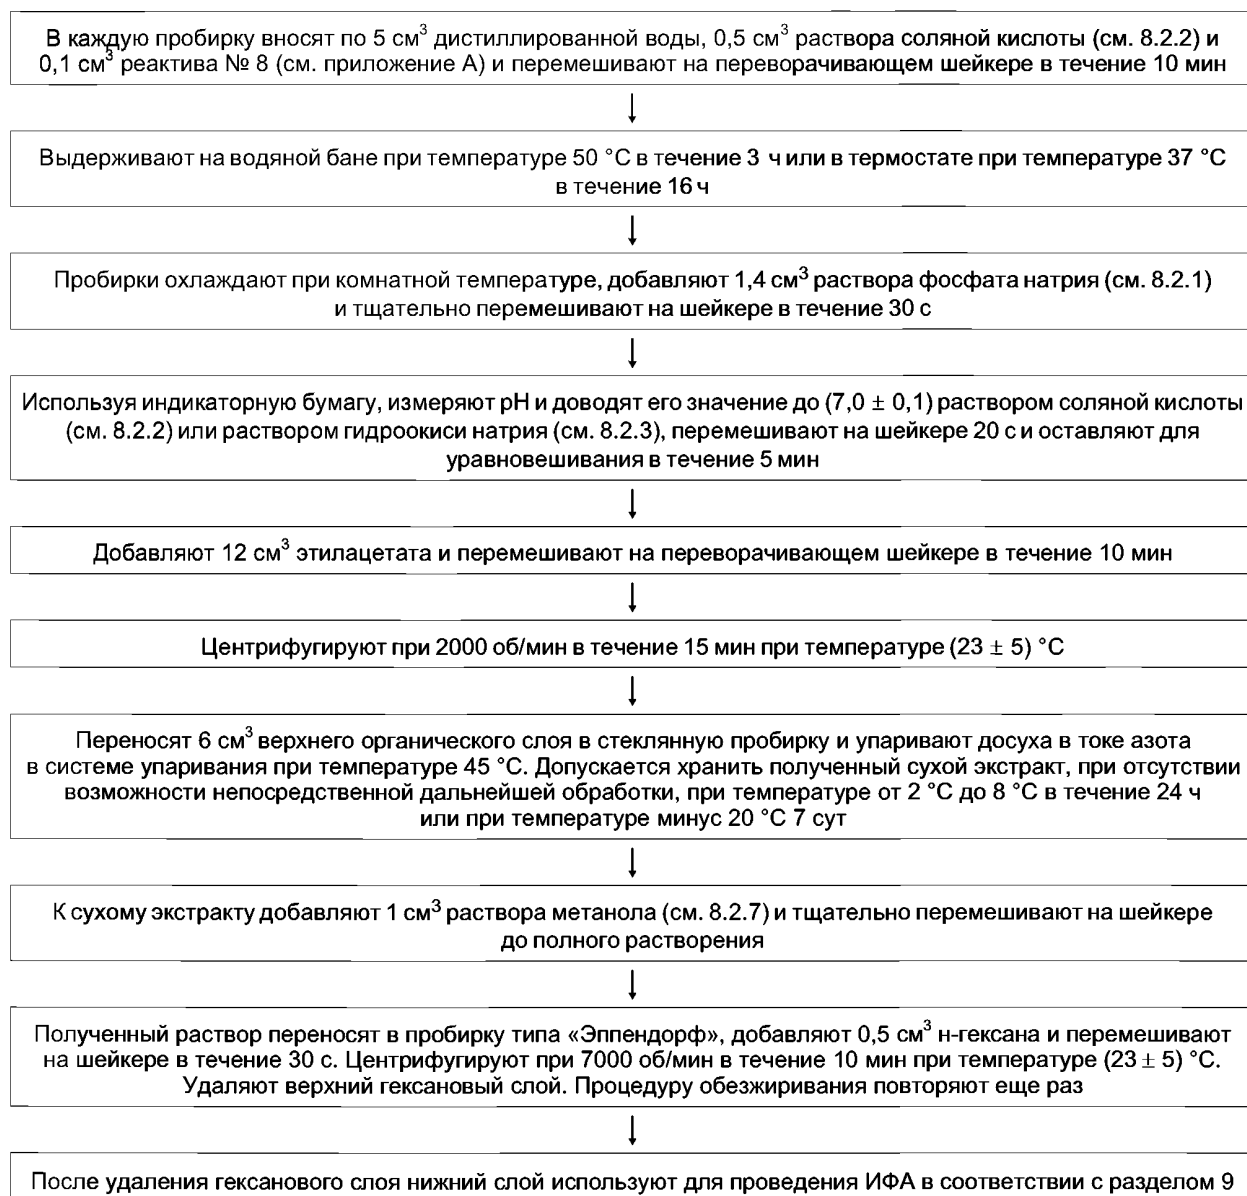 В каждую пробирку вносят по 5 см³ дистиллированной воды, 0,5 см³ раствора соляной кислоты (см. 8.2.2) и
0,1 см³ реактива № 8 (см. приложение А) и перемешивают на переворачивающем шейкере в течение 10 мин
↓
Выдерживают на водяной бане при температуре 50 °С в течение 3 ч или в термостате при температуре 37 °С
в течение 16 ч
↓
Пробирки охлаждают при комнатной температуре, добавляют 1,4 см³ раствора фосфата натрия (см. 8.2.1)
и тщательно перемешивают на шейкере в течение 30 с
↓
Используя индикаторную бумагу, измеряют рН и доводят его значение до (7,0 ± 0,1) раствором соляной кислоты
(см. 8.2.2) или раствором гидроокиси натрия (см. 8.2.3), перемешивают на шейкере 20 с и оставляют для
уравновешивания в течение 5 мин
↓
Добавляют 12 см³ этилацетата и перемешивают на переворачивающем шейкере в течение 10 мин
↓
Центрифугируют при 2000 об/мин в течение 15 мин при температуре (23 ± 5) °С
↓
Переносят 6 см³ верхнего органического слоя в стеклянную пробирку и упаривают досуха в токе азота
в системе упаривания при температуре 45 °С. Допускается хранить полученный сухой экстракт, при отсутствии
возможности непосредственной дальнейшей обработки, при температуре от 2 °С до 8 °С в течение 24 ч
или при температуре минус 20 °С 7 сут
↓
К сухому экстракту добавляют 1 см³ раствора метанола (см. 8.2.7) и тщательно перемешивают на шейкере
до полного растворения
↓
Полученный раствор переносят в пробирку типа «Эппендорф», добавляют 0,5 см³ н-гексана и перемешивают
на шейкере в течение 30 с. Центрифугируют при 7000 об/мин в течение 10 мин при температуре (23 ± 5) °С.
Удаляют верхний гексановый слой. Процедуру обезжиривания повторяют еще раз
↓
После удаления гексанового слоя нижний слой используют для проведения ИФА в соответствии с разделом 9